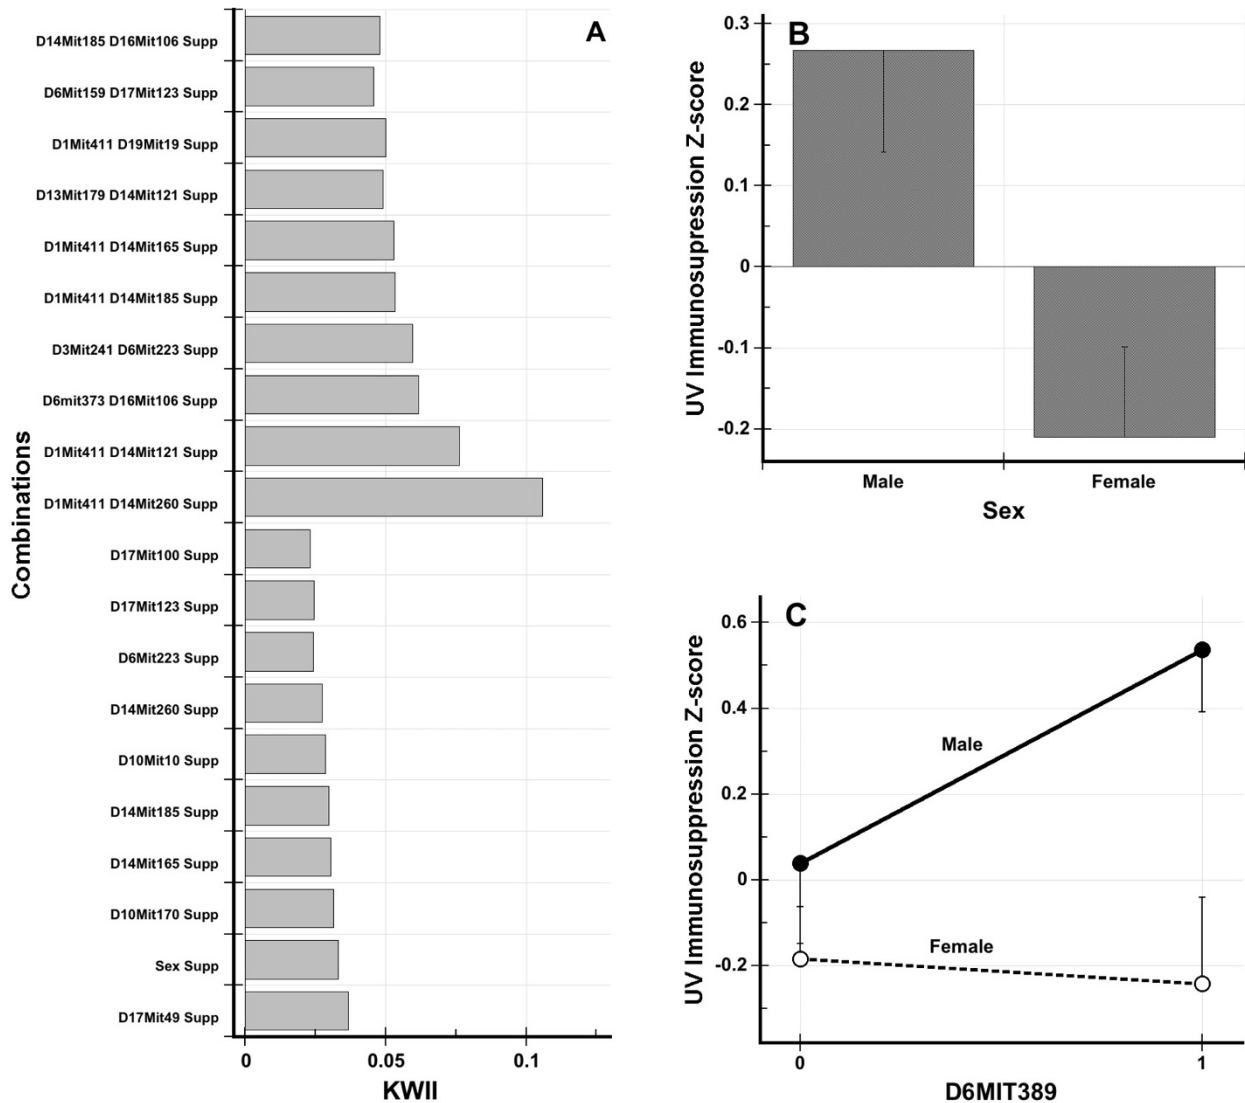 A
Combinations
D14Mit185 D16Mit106 Supp
D6Mit159 D17Mit123 Supp
D1Mit411 D19Mit19 Supp
D13Mit179 D14Mit121 Supp
D1Mit411 D14Mit165 Supp
D1Mit411 D14Mit185 Supp
D3Mit241 D6Mit223 Supp
D6mit373 D16Mit106 Supp
D1Mit411 D14Mit121 Supp
D1Mit411 D14Mit260 Supp
D17Mit100 Supp
D17Mit123 Supp
D6Mit223 Supp
D14Mit260 Supp
D10Mit10 Supp
D14Mit185 Supp
D14Mit165 Supp
D10Mit170 Supp
Sex Supp
D17Mit49 Supp
0 0.05 0.1
KWII
B
UV Immunosupression Z-score
0.3
0.2
0.1
0
-0.1
-0.2
Male Female
Sex
C
UV Immunosuppression Z-score
0.6
0.4
0.2
0
-0.2
Male
Female
0 1
D6MIT389